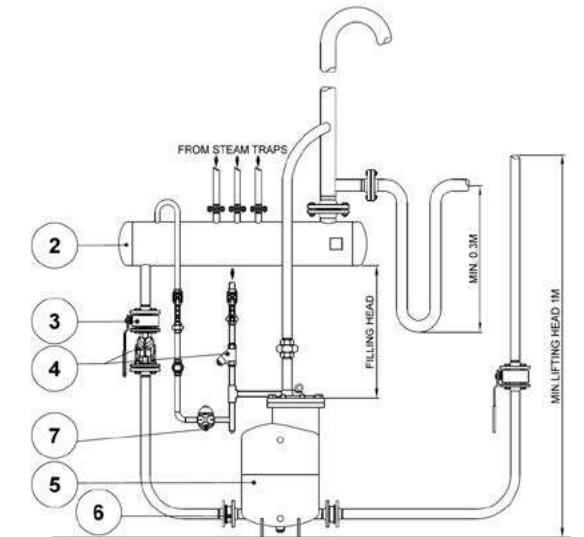 FROM STEAM TRAPS
2
3
4
7
5
6
FILLING HEAD
MIN. 0.3M
MIN.LIFTING HEAD 1M